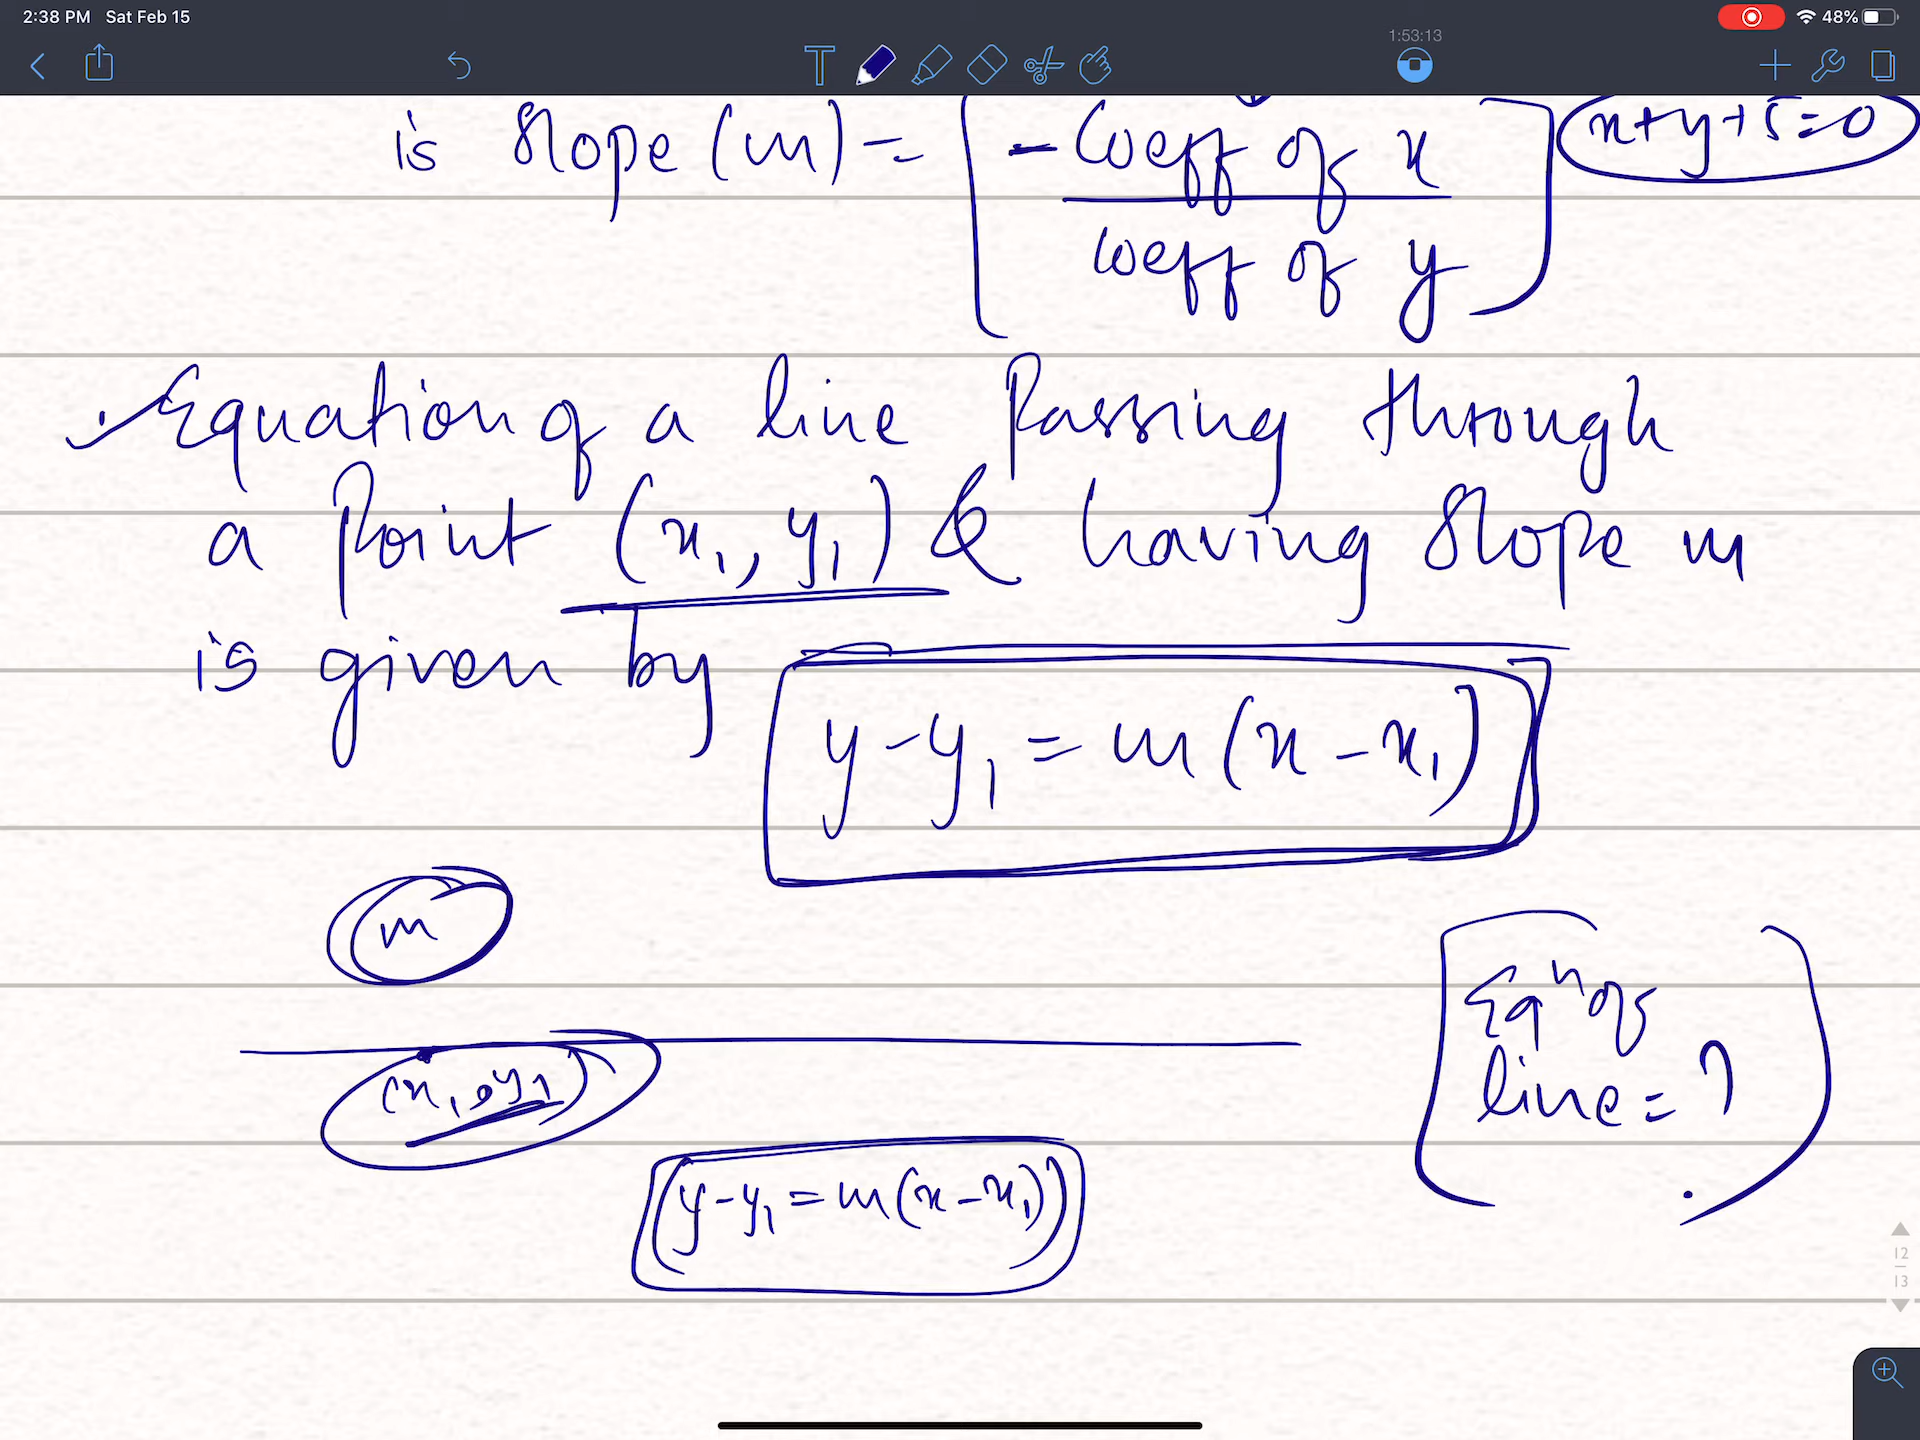 2:38 PM Sat Feb 15
48%
1:53:13
T
x+y+5=0
is slope (m) = [ - Coeff of x
coeff of y ]
Equation of a line Passing through
a Point (x₁, y₁) & having slope m
is given by
y - y₁ = m(x - x₁)
m
(x₁, y₁)
Eqⁿ of
line = ?
y - y₁ = m(x - x₁)
12
13